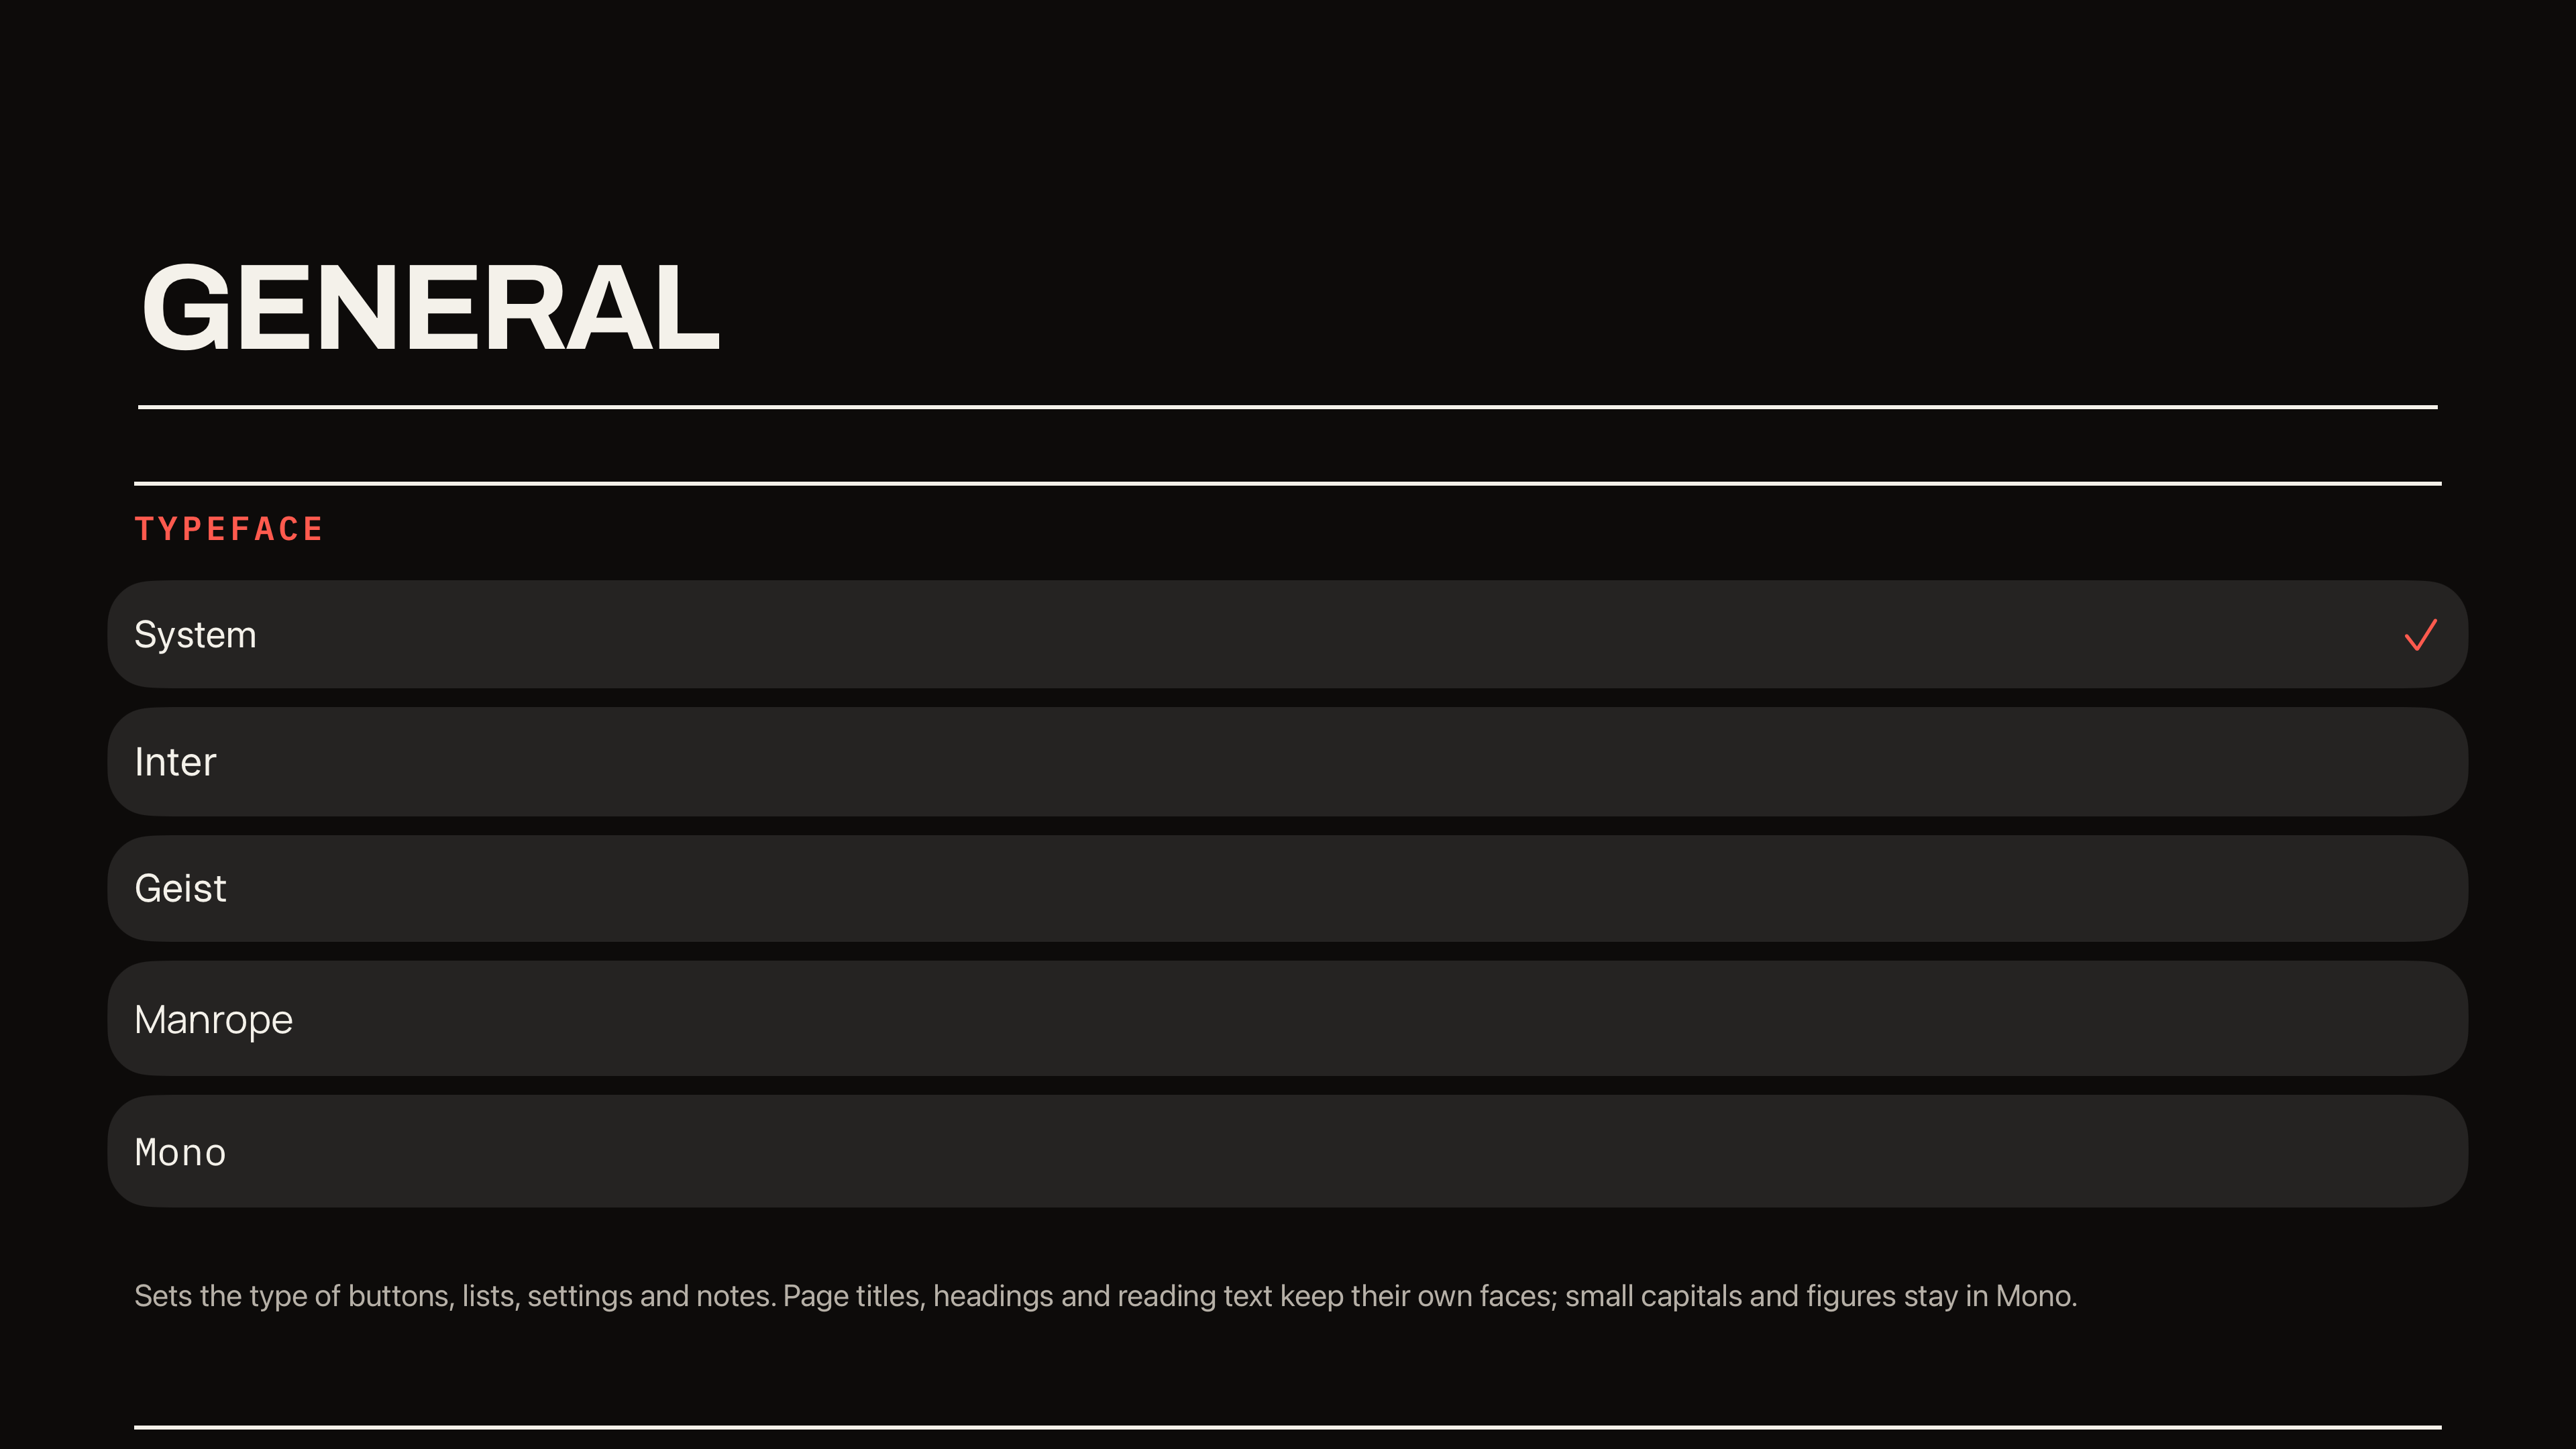 GENERAL
TYPEFACE
System
Inter
Geist
Manrope
Mono
Sets the type of buttons, lists, settings and notes. Page titles, headings and reading text keep their own faces; small capitals and figures stay in Mono.